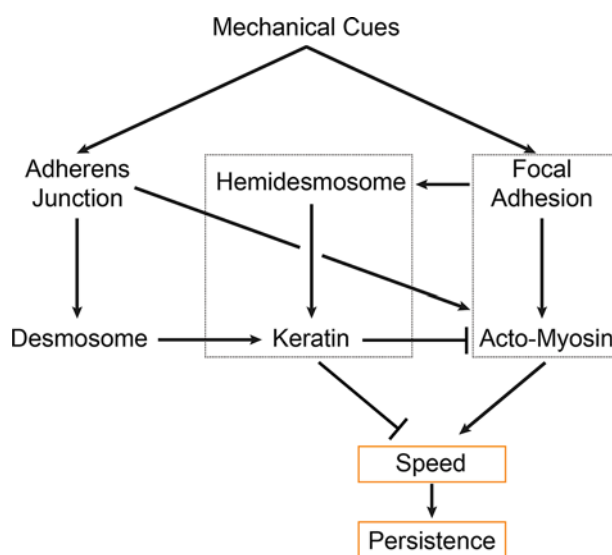 Mechanical Cues
Adherens
Junction
Hemidesmosome
Focal
Adhesion
Desmosome
Keratin
Acto-Myosin
Speed
Persistence